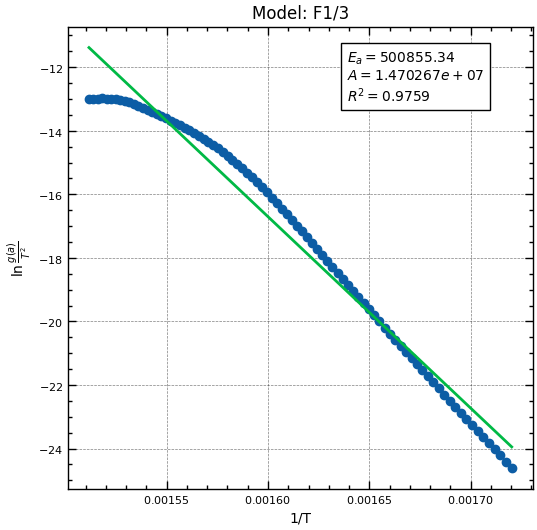 Model: F1/3
E_a = 500855.34
A = 1.470267e + 07
R^2 = 0.9759
ln g(a)/T^2
−12
−14
−16
−18
−20
−22
−24
0.00155 0.00160 0.00165 0.00170
1/T